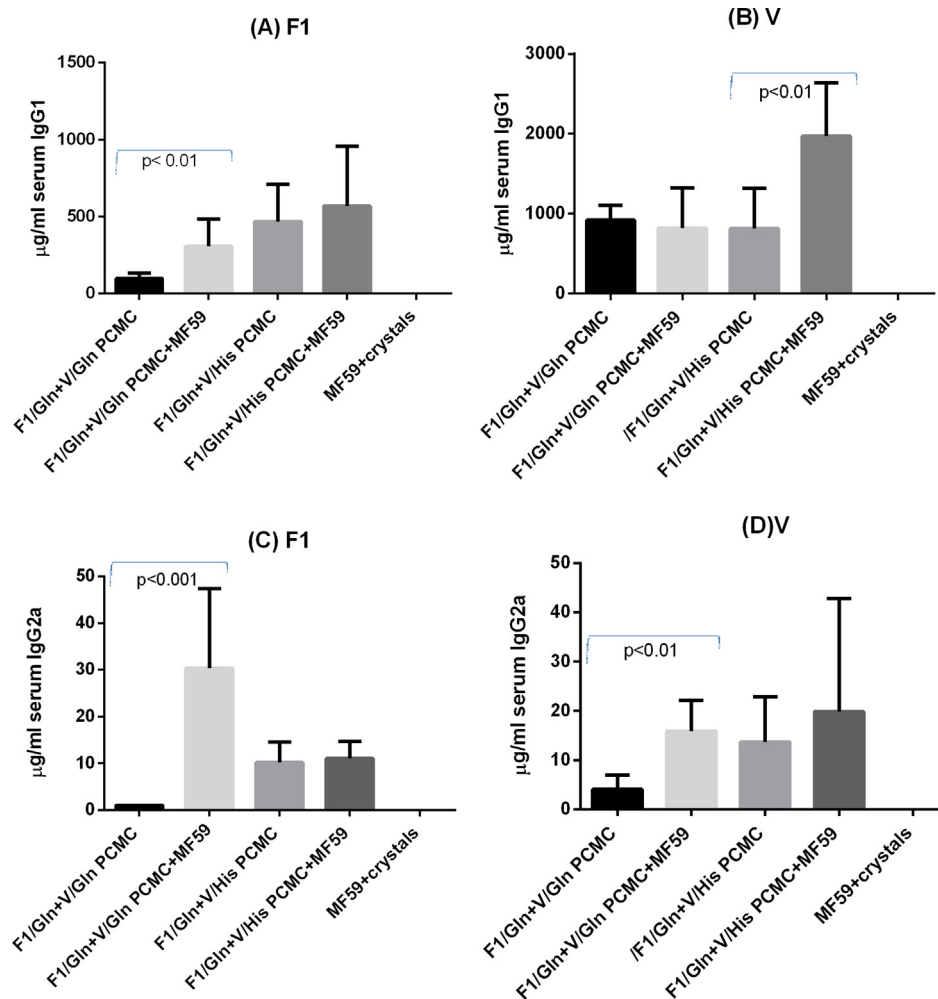 (A) F1
1500
1000
500
0
μg/ml serum IgG1
p< 0.01
F1/Gln+V/Gln PCMC
F1/Gln+V/Gln PCMC+MF59
F1/Gln+V/His PCMC
F1/Gln+V/His PCMC+MF59
MF59+crystals
(B) V
3000
2000
1000
0
μg/ml serum IgG1
p<0.01
F1/Gln+V/Gln PCMC
F1/Gln+V/Gln PCMC+MF59
/F1/Gln+V/His PCMC
F1/Gln+V/His PCMC+MF59
MF59+crystals
(C) F1
50
40
30
20
10
0
μg/ml serum IgG2a
p<0.001
F1/Gln+V/Gln PCMC
F1/Gln+V/Gln PCMC+MF59
F1/Gln+V/His PCMC
F1/Gln+V/His PCMC+MF59
MF59+crystals
(D)V
50
40
30
20
10
0
μg/ml serum IgG2a
p<0.01
F1/Gln+V/Gln PCMC
F1/Gln+V/Gln PCMC+MF59
/F1/Gln+V/His PCMC
F1/Gln+V/His PCMC+MF59
MF59+crystals